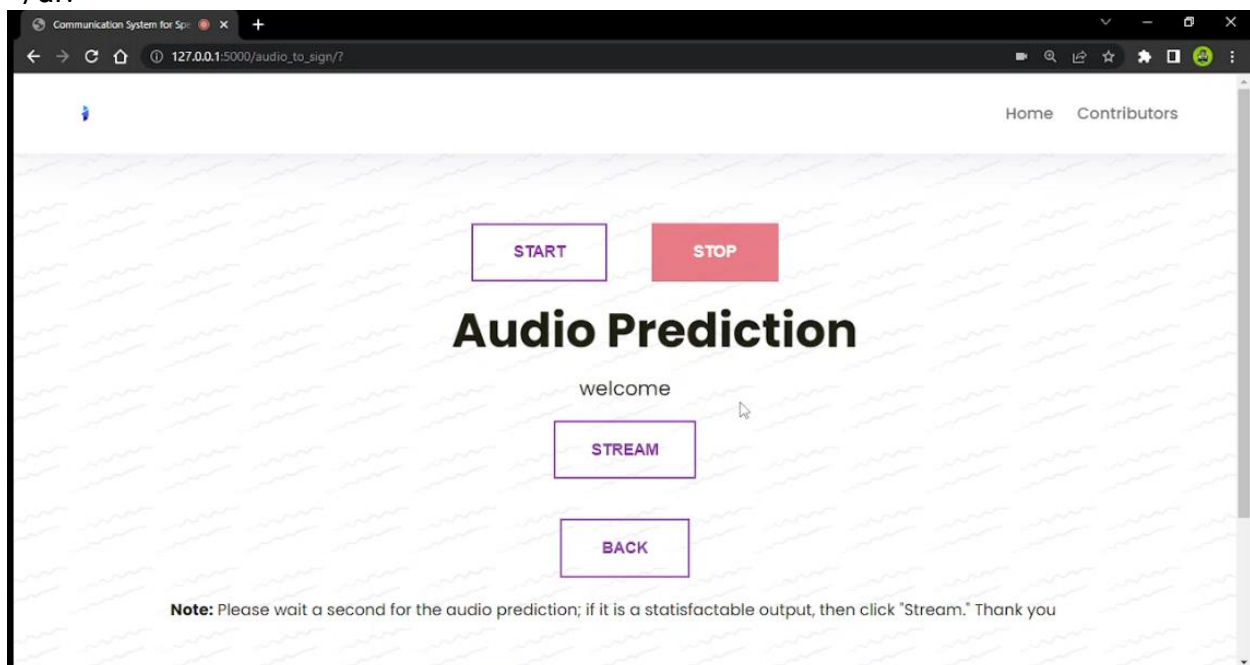 Communication System for Spe
127.0.0.1:5000/audio_to_sign/?
Home Contributors
START STOP
Audio Prediction
welcome
STREAM
BACK
Note: Please wait a second for the audio prediction; if it is a statisfactable output, then click "Stream." Thank you